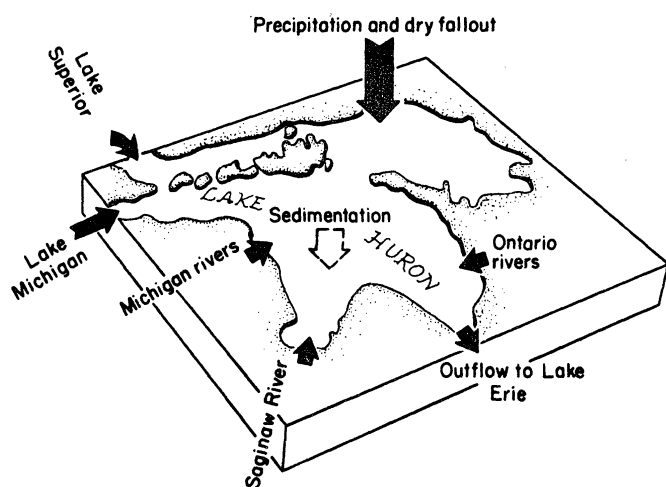 Precipitation and dry fallout
Lake
Superior
LAKE
HURON
Sedimentation
Lake
Michigan
Michigan rivers
Ontario
rivers
Saginaw River
Outflow to Lake
Erie